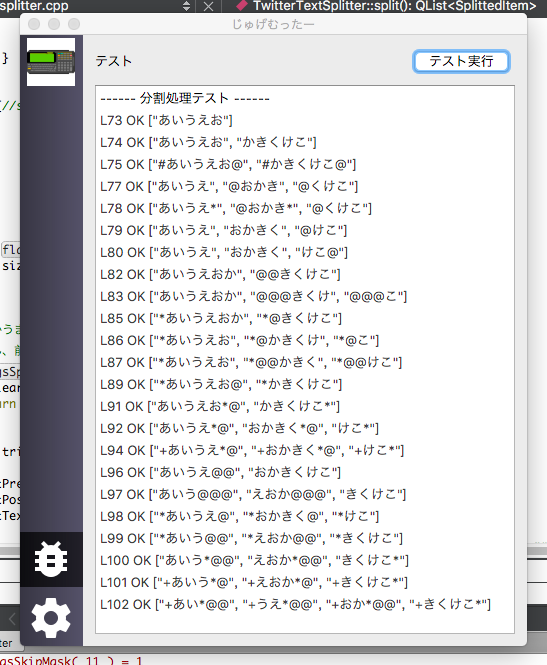 splitter.cpp
TwitterTextSplitter::split(): QList<SplittedItem>
じゅげむったー
テスト
テスト実行
------ 分割処理テスト ------
L73 OK ["あいうえお"]
L74 OK ["あいうえお", "かきくけこ"]
L75 OK ["#あいうえお@", "#かきくけこ@"]
L77 OK ["あいうえ", "@おかき", "@くけこ"]
L78 OK ["あいうえ*", "@おかき*", "@くけこ"]
L79 OK ["あいうえ", "おかきく", "@けこ"]
L80 OK ["あいうえ", "おかきく", "けこ@"]
L82 OK ["あいうえおか", "@@きくけこ"]
L83 OK ["あいうえおか", "@@@きくけ", "@@@こ"]
L85 OK ["*あいうえおか", "*@きくけこ"]
L86 OK ["*あいうえお", "*@かきくけ", "*@こ"]
L87 OK ["*あいうえお", "*@@かきく", "*@@けこ"]
L89 OK ["*あいうえお@", "*かきくけこ"]
L91 OK ["あいうえお*@", "かきくけこ*"]
L92 OK ["あいうえ*@", "おかきく*@", "けこ*"]
L94 OK ["+あいうえ*@", "+おかきく*@", "+けこ*"]
L96 OK ["あいうえ@@", "おかきくけこ"]
L97 OK ["あいう@@@", "えおか@@@", "きくけこ"]
L98 OK ["*あいうえ@", "*おかきく@", "*けこ"]
L99 OK ["*あいう@@", "*えおか@@", "*きくけこ"]
L100 OK ["あいう*@@", "えおか*@@", "きくけこ*"]
L101 OK ["+あいう*@", "+えおか*@", "+きくけこ*"]
L102 OK ["+あい*@@", "+うえ*@@", "+おか*@@", "+きくけこ*"]
gsSkipMask( 11 ) = 1